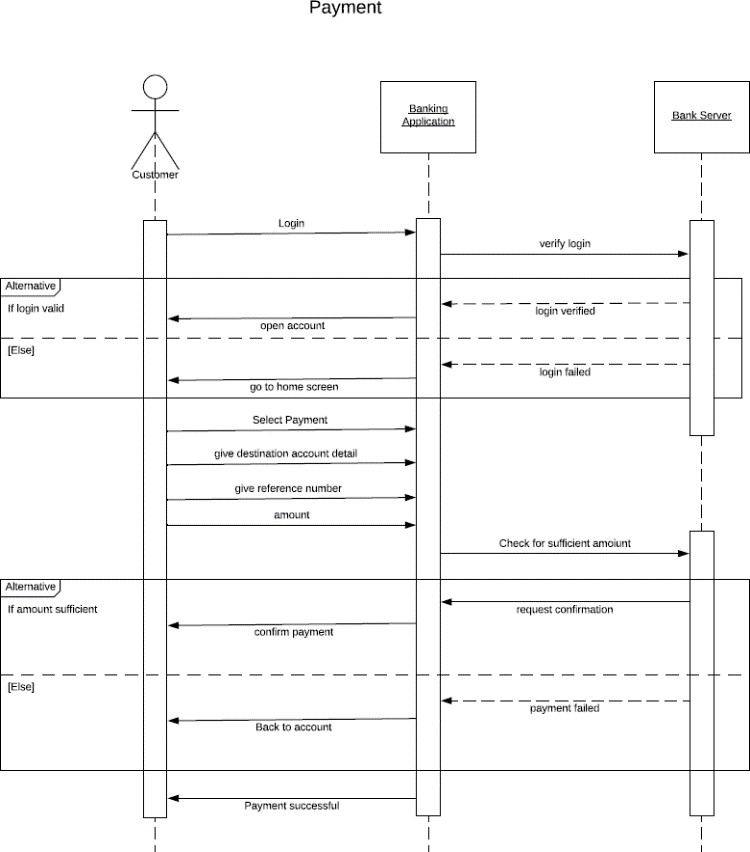 Payment
Banking
Application
Bank Server
Customer
Login
verify login
Alternative
If login valid
login verified
open account
[Else]
login failed
go to home screen
Select Payment
give destination account detail
give reference number
amount
Check for sufficient amoiunt
Alternative
If amount sufficient
request confirmation
confirm payment
[Else]
payment failed
Back to account
Payment successful